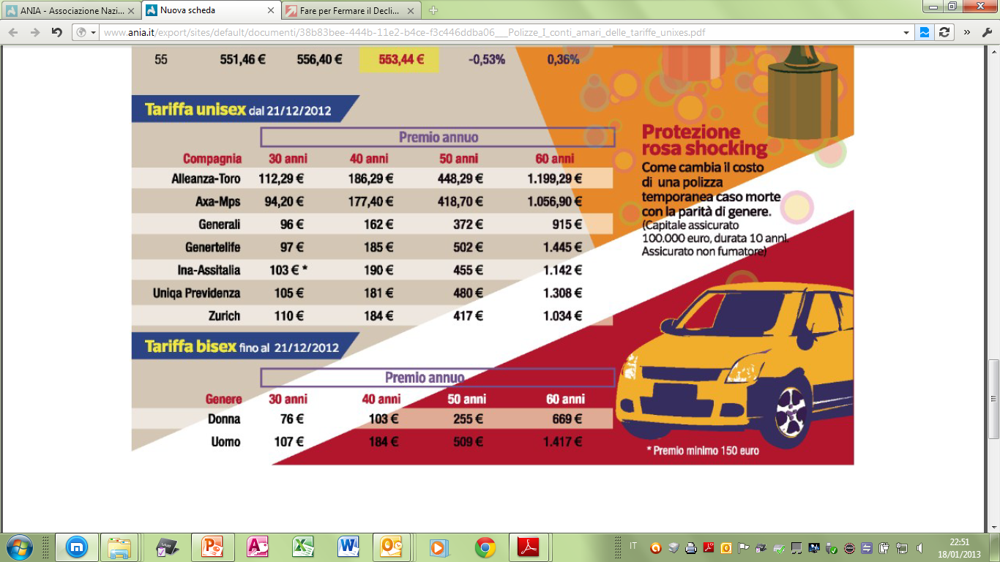 ANIA - Associazione Nazi...
Nuova scheda
Fare per Fermare il Decli...
www.ania.it/export/sites/default/documenti/38b83bee-444b-11e2-b4ce-f3c446ddba06___Polizze_I_conti_amari_delle_tariffe_unixes.pdf
55 551,46 € 556,40 € 553,44 € -0,53% 0,36%
Tariffa unisex dal 21/12/2012
Premio annuo
Compagnia 30 anni 40 anni 50 anni 60 anni
Alleanza-Toro 112,29 € 186,29 € 448,29 € 1.199,29 €
Axa-Mps 94,20 € 177,40 € 418,70 € 1.056,90 €
Generali 96 € 162 € 372 € 915 €
Genertelife 97 € 185 € 502 € 1.445 €
Ina-Assitalia 103 € * 190 € 455 € 1.142 €
Uniqa Previdenza 105 € 181 € 480 € 1.308 €
Zurich 110 € 184 € 417 € 1.034 €
Tariffa bisex fino al 21/12/2012
Premio annuo
Genere 30 anni 40 anni 50 anni 60 anni
Donna 76 € 103 € 255 € 669 €
Uomo 107 € 184 € 509 € 1.417 €
Protezione
rosa shocking
Come cambia il costo
di una polizza
temporanea caso morte
con la parità di genere.
(Capitale assicurato
100.000 euro, durata 10 anni.
Assicurato non fumatore)
* Premio minimo 150 euro
IT
22:51
18/01/2013